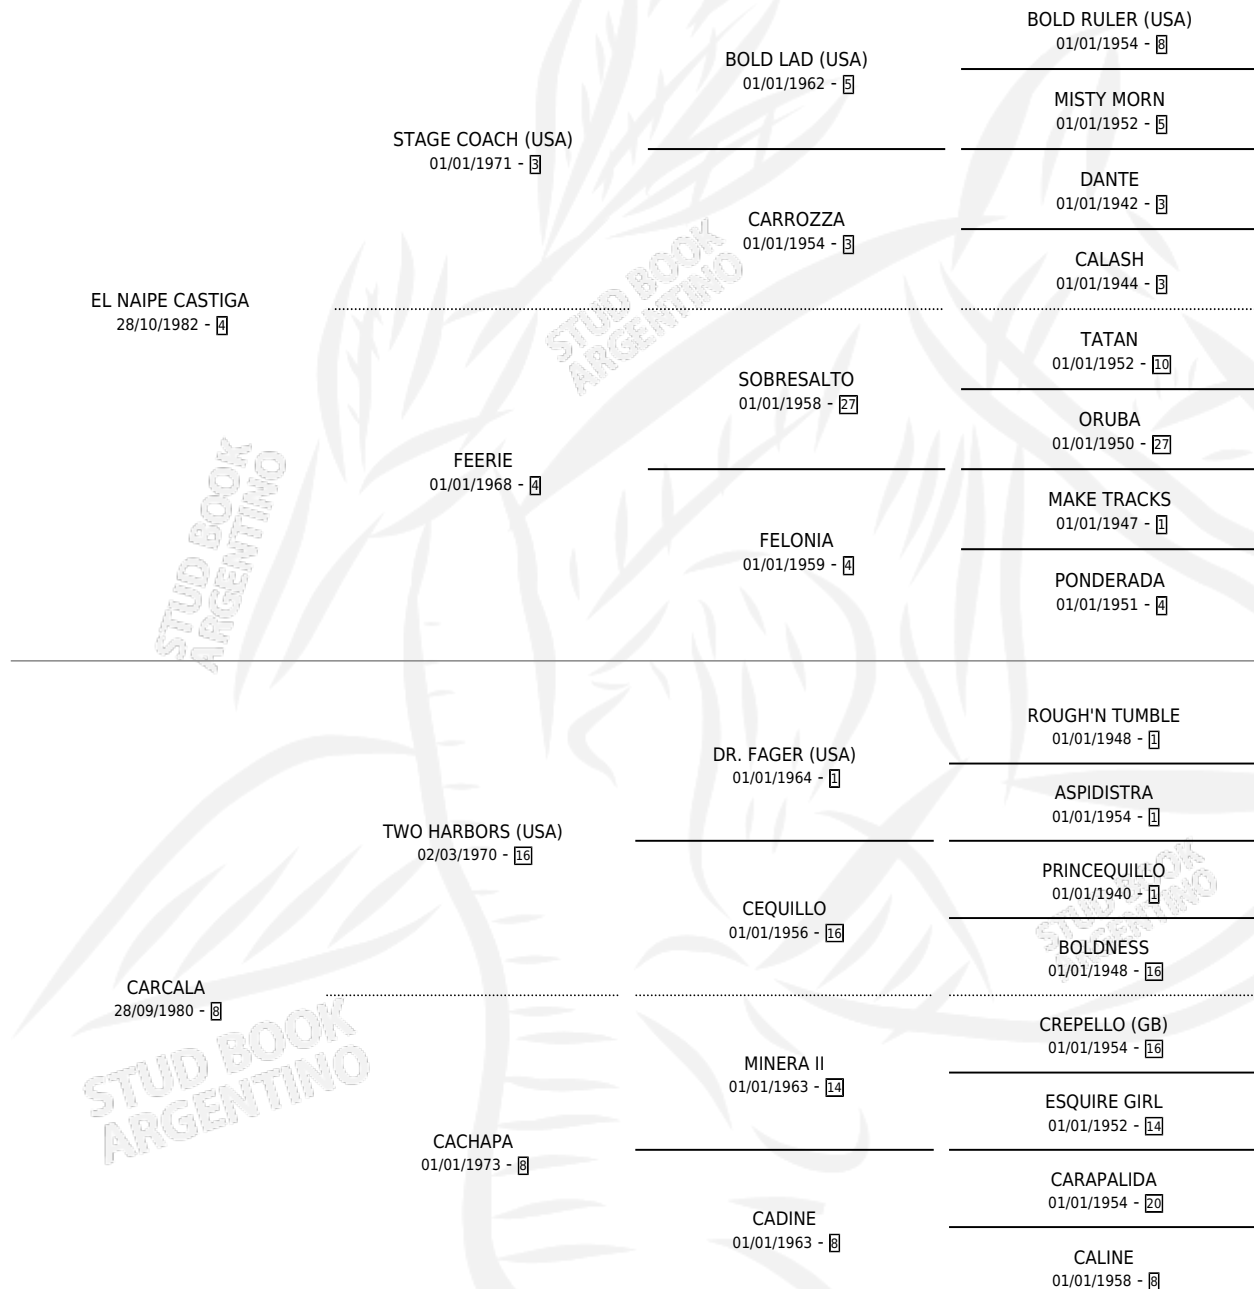 BOLD RULER (USA)
01/01/1954 - 8
BOLD LAD (USA)
01/01/1962 - 5
MISTY MORN
01/01/1952 - 5
STAGE COACH (USA)
01/01/1971 - 3
DANTE
01/01/1942 - 3
CARROZZA
01/01/1954 - 3
CALASH
01/01/1944 - 3
STUD BOOK
ARGENTINO
EL NAIPE CASTIGA
28/10/1982 - 4
TATAN
01/01/1952 - 10
SOBRESALTO
01/01/1958 - 27
ORUBA
01/01/1950 - 27
FEERIE
01/01/1968 - 4
MAKE TRACKS
01/01/1947 - 1
FELONIA
01/01/1959 - 4
PONDERADA
01/01/1951 - 4
STUD BOOK
ARGENTINO
ROUGH'N TUMBLE
01/01/1948 - 1
DR. FAGER (USA)
01/01/1964 - 1
ASPIDISTRA
01/01/1954 - 1
TWO HARBORS (USA)
02/03/1970 - 16
PRINCEQUILLO
01/01/1940 - 1
CEQUILLO
01/01/1956 - 16
BOLDNESS
01/01/1948 - 16
STUD BOOK
ARGENTINO
CARCALA
28/09/1980 - 8
CREPELLO (GB)
01/01/1954 - 16
MINERA II
01/01/1963 - 14
ESQUIRE GIRL
01/01/1952 - 14
STUD BOOK
ARGENTINO
CACHAPA
01/01/1973 - 8
CARAPALIDA
01/01/1954 - 20
CADINE
01/01/1963 - 8
CALINE
01/01/1958 - 8